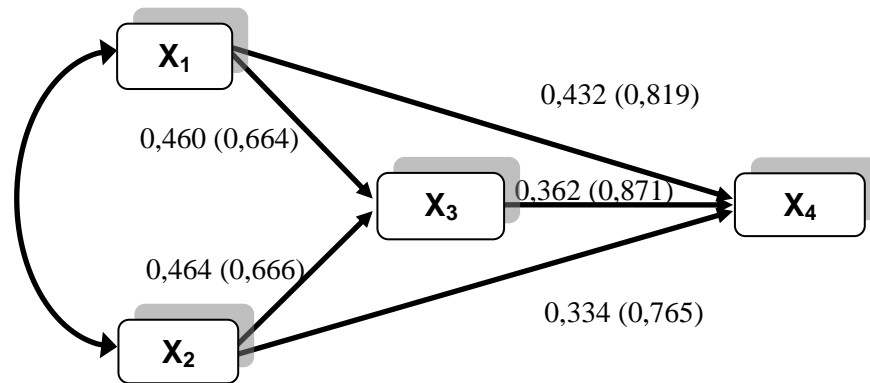 X₁
0,432 (0,819)
0,460 (0,664)
X₃
0,362 (0,871)
X₄
0,464 (0,666)
0,334 (0,765)
X₂